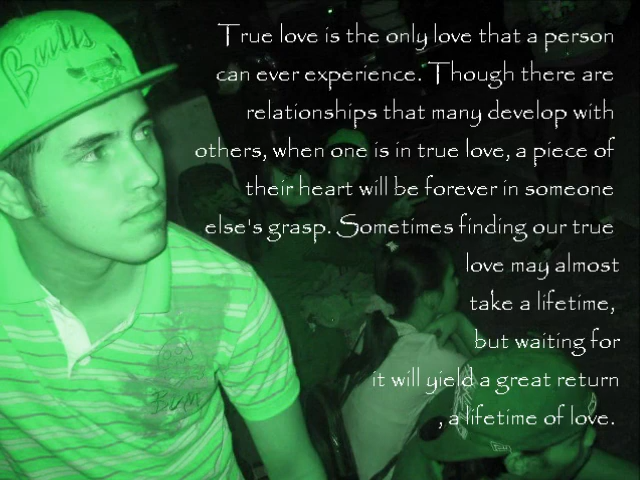 Bulls
True love is the only love that a person
can ever experience. Though there are
relationships that many develop with
others, when one is in true love, a piece of
their heart will be forever in someone
else's grasp. Sometimes finding our true
love may almost
take a lifetime,
but waiting for
it will yield a great return
, a lifetime of love.